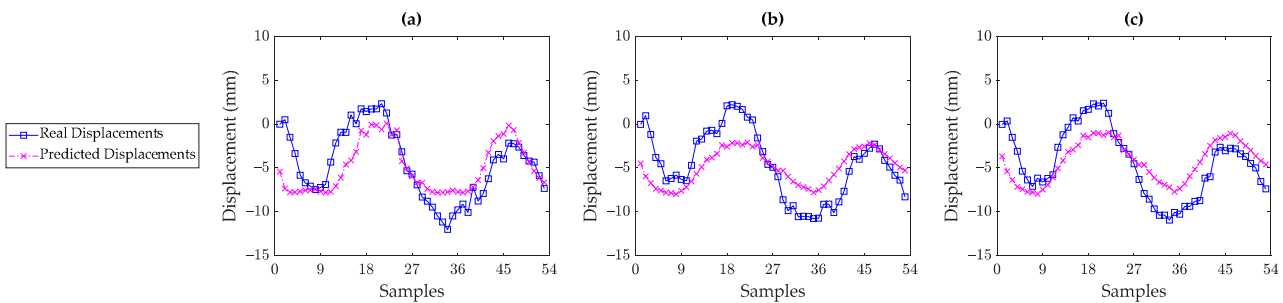 (a)
(b)
(c)
Real Displacements
Predicted Displacements
Displacement (mm)
10
5
0
−5
−10
−15
0 9 18 27 36 45 54
Samples
Displacement (mm)
10
5
0
−5
−10
−15
0 9 18 27 36 45 54
Samples
Displacement (mm)
10
5
0
−5
−10
−15
0 9 18 27 36 45 54
Samples